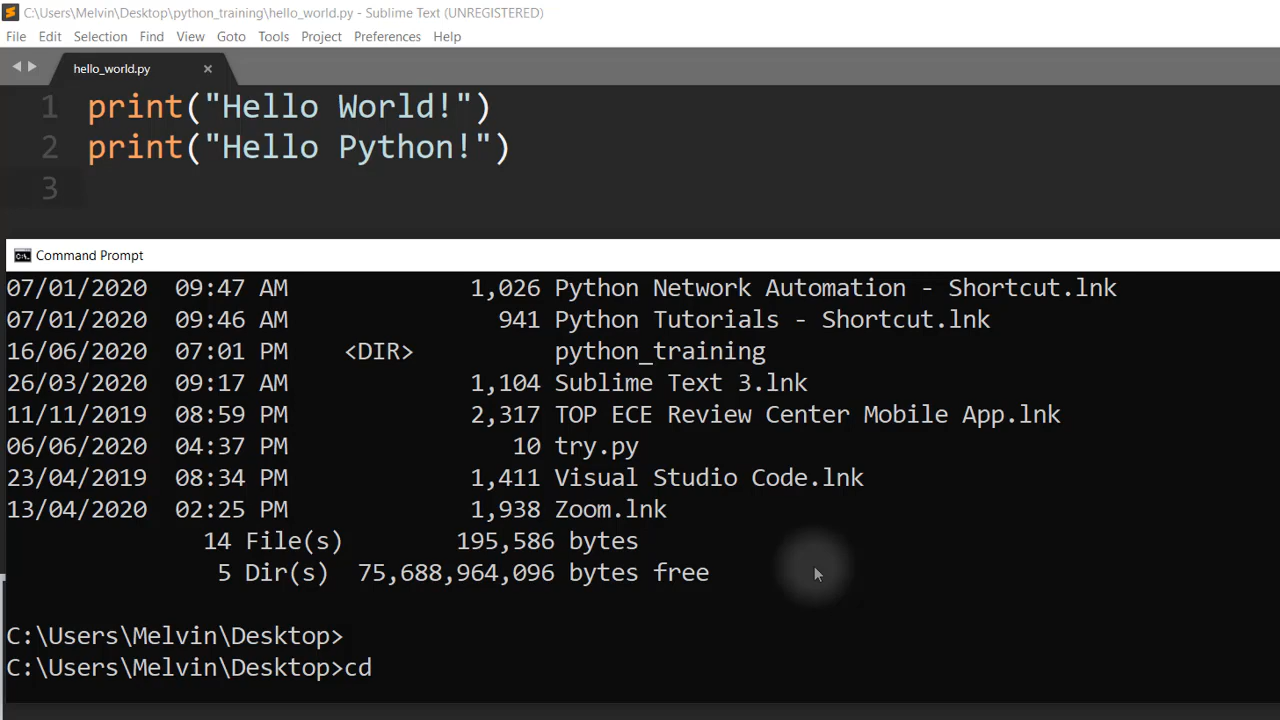 C:\Users\Melvin\Desktop\python_training\hello_world.py - Sublime Text (UNREGISTERED)
File Edit Selection Find View Goto Tools Project Preferences Help
hello_world.py ×
1 print("Hello World!")
2 print("Hello Python!")
3
Command Prompt
07/01/2020 09:47 AM 1,026 Python Network Automation - Shortcut.lnk
07/01/2020 09:46 AM 941 Python Tutorials - Shortcut.lnk
16/06/2020 07:01 PM <DIR> python_training
26/03/2020 09:17 AM 1,104 Sublime Text 3.lnk
11/11/2019 08:59 PM 2,317 TOP ECE Review Center Mobile App.lnk
06/06/2020 04:37 PM 10 try.py
23/04/2019 08:34 PM 1,411 Visual Studio Code.lnk
13/04/2020 02:25 PM 1,938 Zoom.lnk
14 File(s) 195,586 bytes
5 Dir(s) 75,688,964,096 bytes free
C:\Users\Melvin\Desktop>
C:\Users\Melvin\Desktop>cd